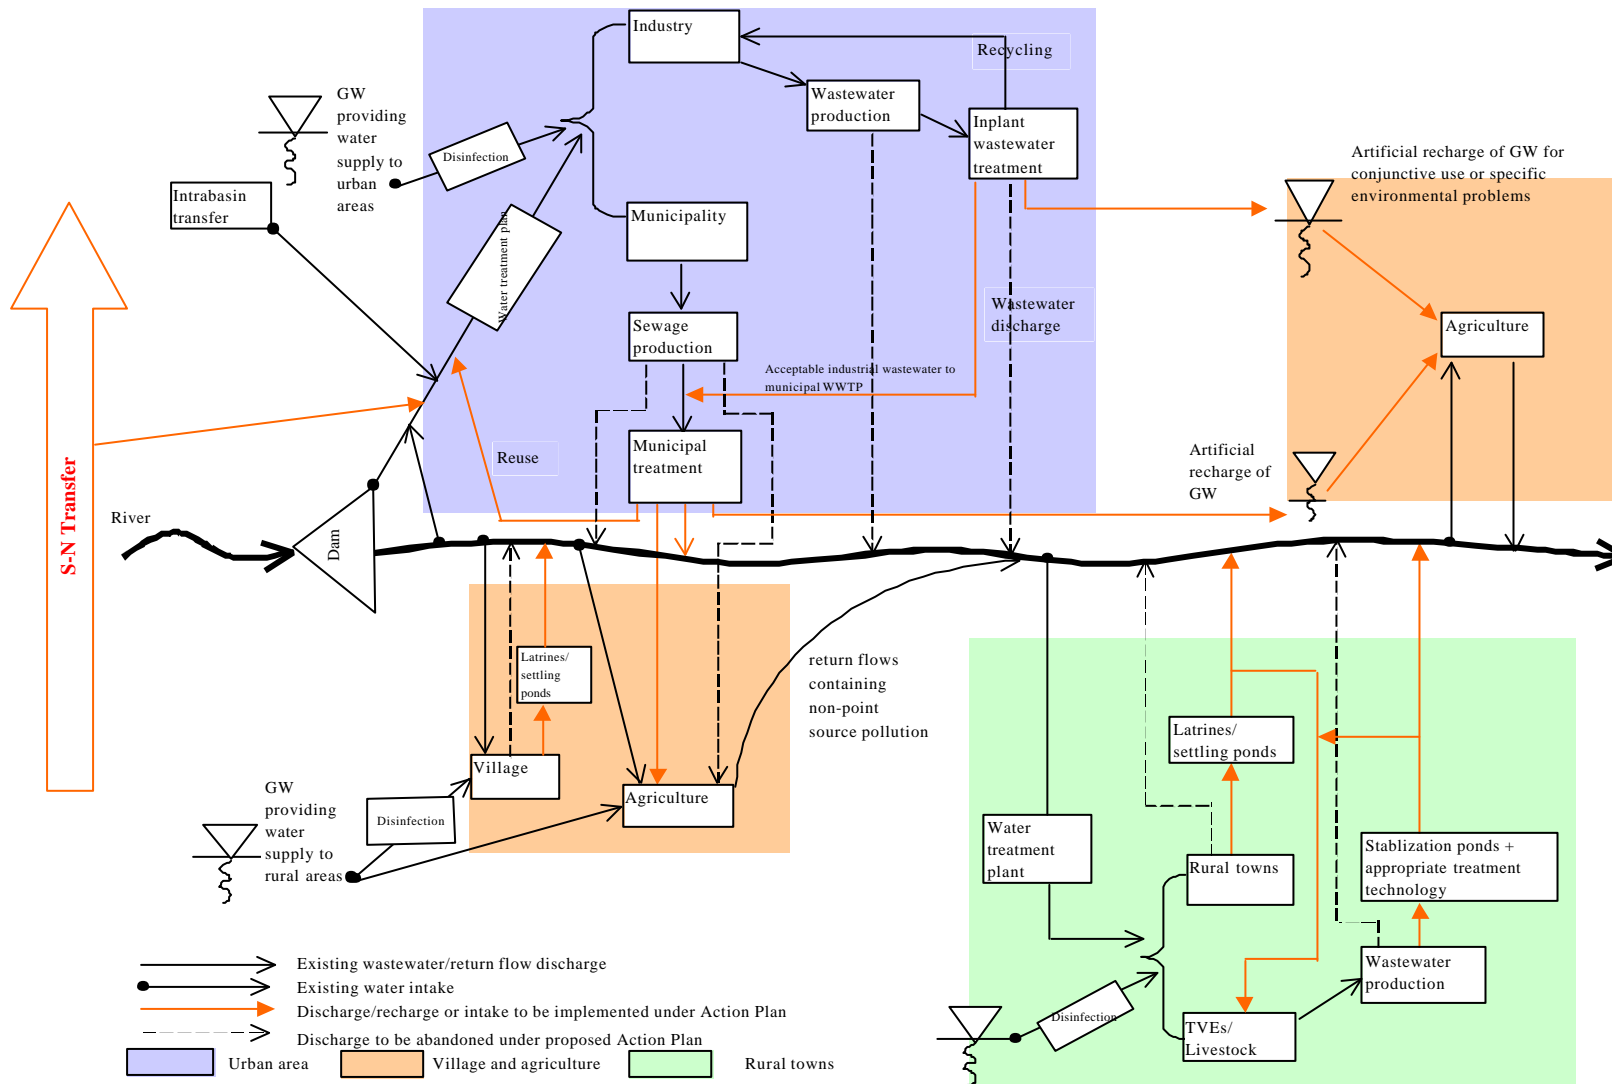 Industry
Recycling
GW
providing
water
supply to
urban
areas
Wastewater
production
Inplant
wastewater
treatment
Disinfection
Artificial recharge of GW for
conjunctive use or specific
environmental problems
Intrabasin
transfer
Municipality
Water treatment plan
Wastewater
discharge
Sewage
production
Agriculture
Acceptable industrial wastewater to
municipal WWTP
Municipal
treatment
Reuse
Artificial
recharge of
GW
S-N Transfer
River
Dam
Latrines/
settling
ponds
return flows
containing
non-point
source pollution
Village
Latrines/
settling ponds
GW
providing
water
supply to
rural areas
Disinfection
Agriculture
Water
treatment
plant
Rural towns
Stablization ponds +
appropriate treatment
technology
Wastewater
production
Disinfection
TVEs/
Livestock
Existing wastewater/return flow discharge
Existing water intake
Discharge/recharge or intake to be implemented under Action Plan
Discharge to be abandoned under proposed Action Plan
Urban area
Village and agriculture
Rural towns